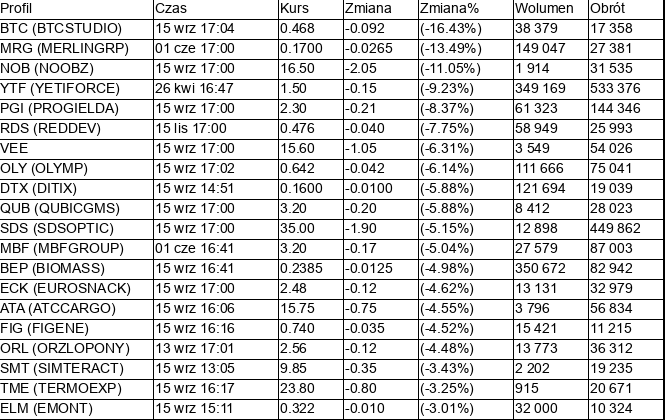 Profil Czas Kurs Zmiana Zmiana% Wolumen Obrót
BTC (BTCSTUDIO) 15 wrz 17:04 0.468 -0.092 (-16.43%) 38 379 17 358
MRG (MERLINGRP) 01 cze 17:00 0.1700 -0.0265 (-13.49%) 149 047 27 381
NOB (NOOBZ) 15 wrz 17:00 16.50 -2.05 (-11.05%) 1 914 31 535
YTF (YETIFORCE) 26 kwi 16:47 1.50 -0.15 (-9.23%) 349 169 533 376
PGI (PROGIELDA) 15 wrz 17:00 2.30 -0.21 (-8.37%) 61 323 144 346
RDS (REDDEV) 15 lis 17:00 0.476 -0.040 (-7.75%) 58 949 25 993
VEE 15 wrz 17:00 15.60 -1.05 (-6.31%) 3 549 54 026
OLY (OLYMP) 15 wrz 17:02 0.642 -0.042 (-6.14%) 111 666 75 041
DTX (DITIX) 15 wrz 14:51 0.1600 -0.0100 (-5.88%) 121 694 19 039
QUB (QUBICGMS) 15 wrz 17:00 3.20 -0.20 (-5.88%) 8 412 28 023
SDS (SDSOPTIC) 15 wrz 17:00 35.00 -1.90 (-5.15%) 12 898 449 862
MBF (MBFGROUP) 01 cze 16:41 3.20 -0.17 (-5.04%) 27 579 87 003
BEP (BIOMASS) 15 wrz 16:41 0.2385 -0.0125 (-4.98%) 350 672 82 942
ECK (EUROSNACK) 15 wrz 17:00 2.48 -0.12 (-4.62%) 13 131 32 979
ATA (ATCCARGO) 15 wrz 16:06 15.75 -0.75 (-4.55%) 3 796 56 834
FIG (FIGENE) 15 wrz 16:16 0.740 -0.035 (-4.52%) 15 421 11 215
ORL (ORZLOPONY) 13 wrz 17:01 2.56 -0.12 (-4.48%) 13 773 36 312
SMT (SIMTERACT) 15 wrz 13:05 9.85 -0.35 (-3.43%) 2 202 19 235
TME (TERMOEXP) 15 wrz 16:17 23.80 -0.80 (-3.25%) 915 20 671
ELM (EMONT) 15 wrz 15:11 0.322 -0.010 (-3.01%) 32 000 10 324